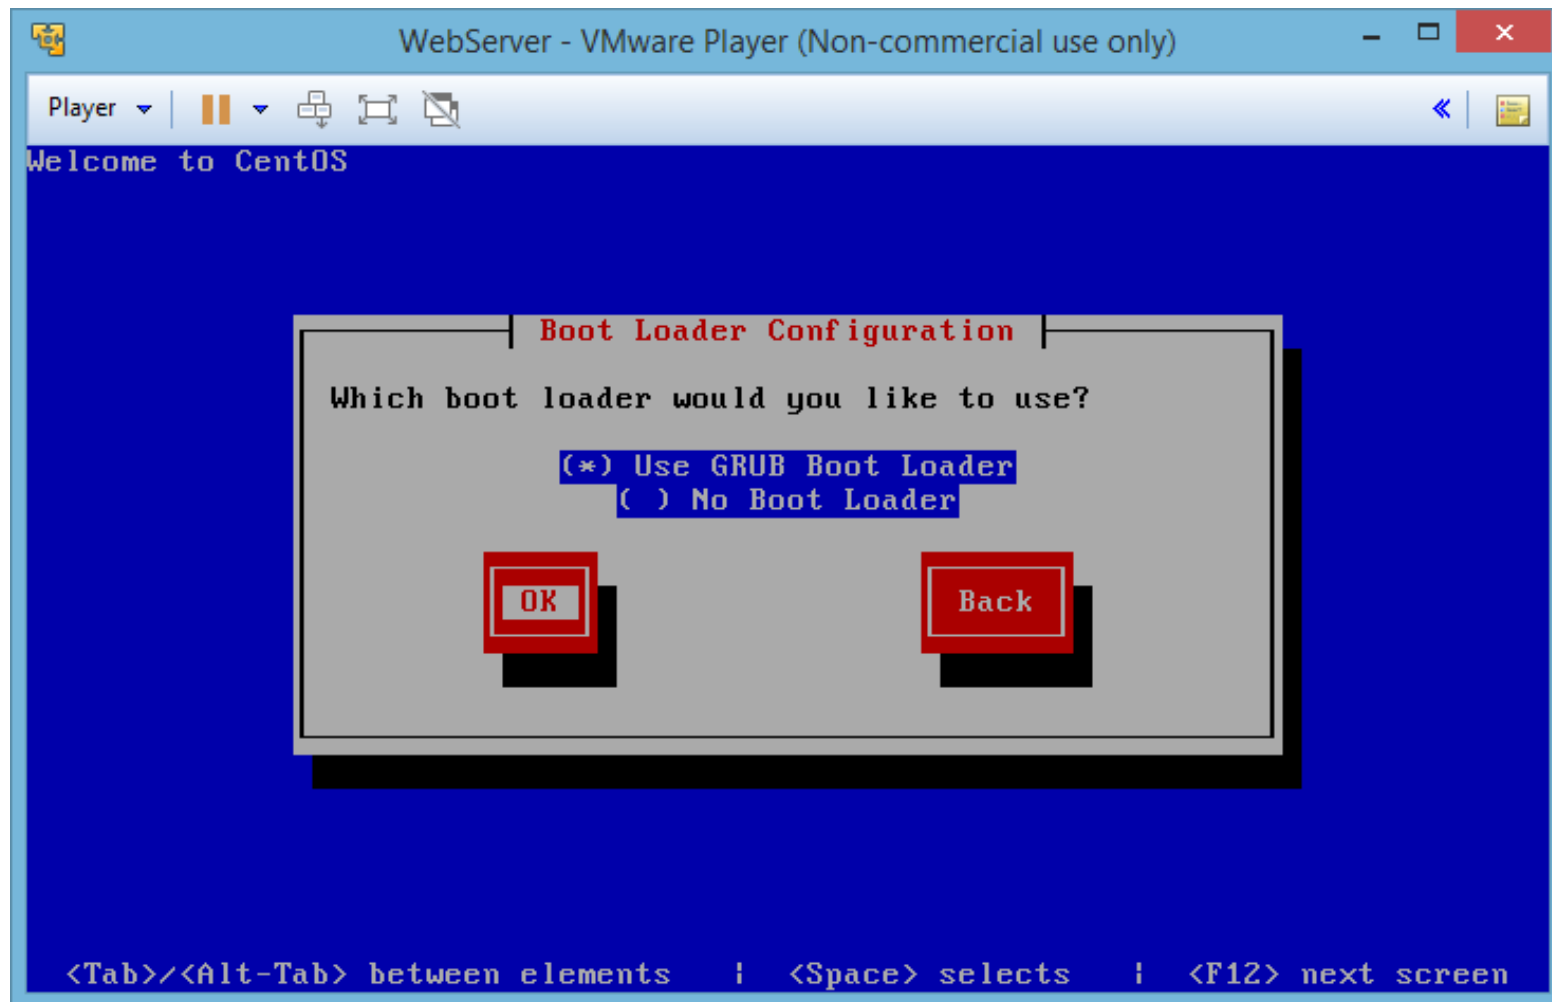 WebServer - VMware Player (Non-commercial use only)
Player
Welcome to CentOS
Boot Loader Configuration
Which boot loader would you like to use?
(*) Use GRUB Boot Loader
( ) No Boot Loader
OK Back
<Tab>/<Alt-Tab> between elements | <Space> selects | <F12> next screen